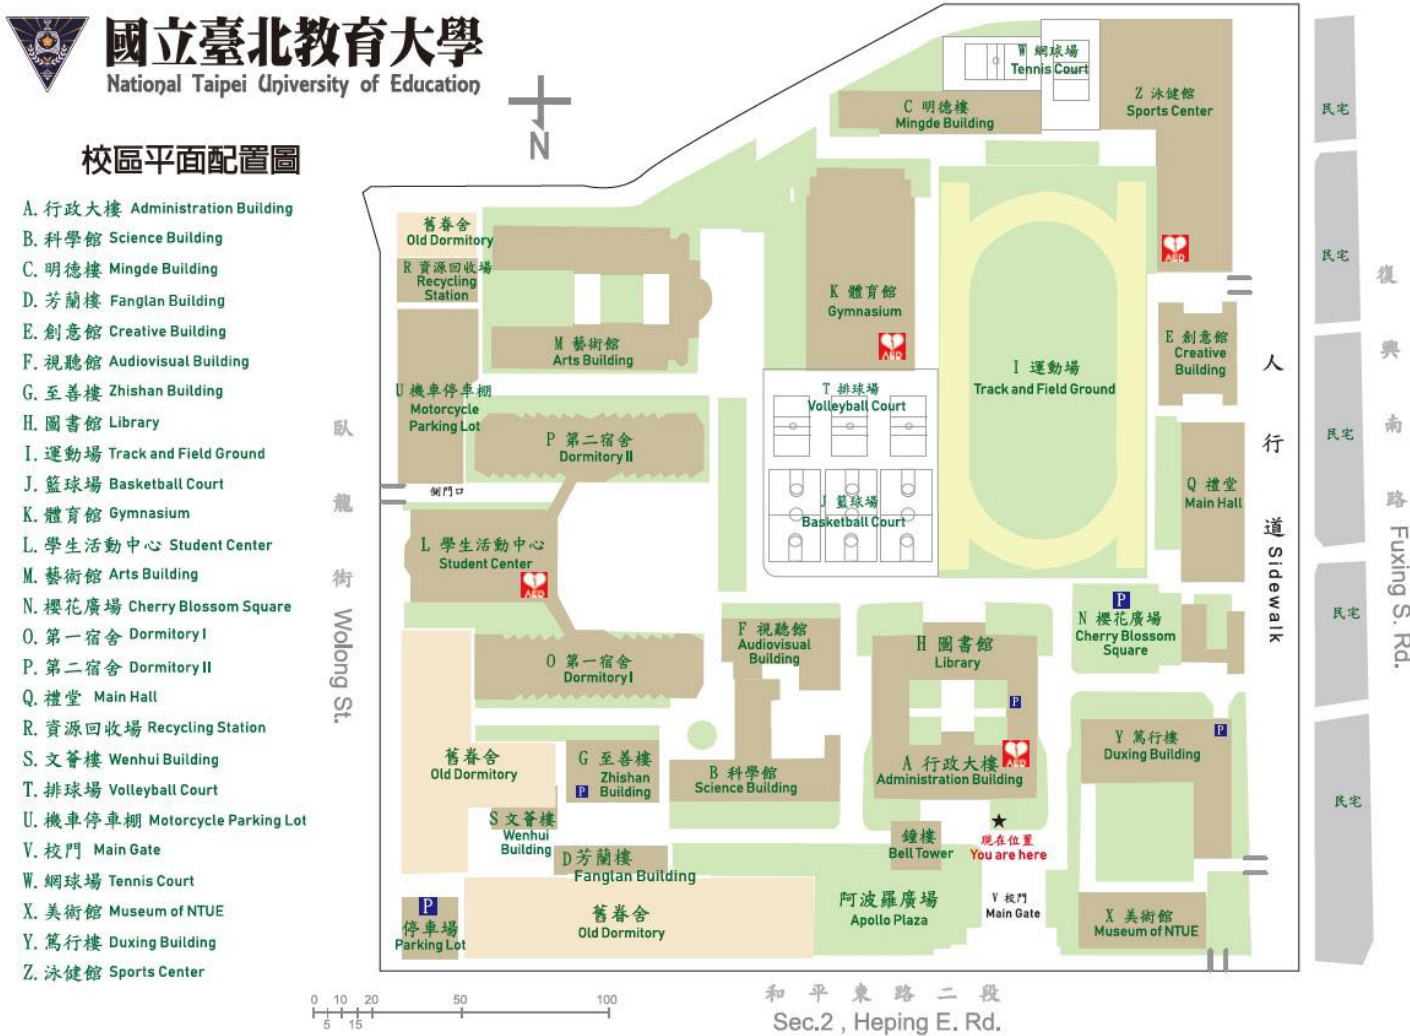 國立臺北教育大學
National Taipei University of Education
N
校區平面配置圖
A. 行政大樓 Administration Building
B. 科學館 Science Building
C. 明德樓 Mingde Building
D. 芳蘭樓 Fanglan Building
E. 創意館 Creative Building
F. 視聽館 Audiovisual Building
G. 至善樓 Zhishan Building
H. 圖書館 Library
I. 運動場 Track and Field Ground
J. 籃球場 Basketball Court
K. 體育館 Gymnasium
L. 學生活動中心 Student Center
M. 藝術館 Arts Building
N. 櫻花廣場 Cherry Blossom Square
O. 第一宿舍 Dormitory I
P. 第二宿舍 Dormitory II
Q. 禮堂 Main Hall
R. 資源回收場 Recycling Station
S. 文薈樓 Wenhui Building
T. 排球場 Volleyball Court
U. 機車停車棚 Motorcycle Parking Lot
V. 校門 Main Gate
W. 網球場 Tennis Court
X. 美術館 Museum of NTUE
Y. 篤行樓 Duxing Building
Z. 泳健館 Sports Center
W 網球場
Tennis Court
C 明德樓
Mingde Building
Z 泳健館
Sports Center
AED
舊眷舍
Old Dormitory
R 資源回收場
Recycling
Station
M 藝術館
Arts Building
K 體育館
Gymnasium
AED
E 創意館
Creative
Building
I 運動場
Track and Field Ground
U 機車停車棚
Motorcycle
Parking Lot
T 排球場
Volleyball Court
P 第二宿舍
Dormitory II
側門口
J 籃球場
Basketball Court
Q 禮堂
Main Hall
L 學生活動中心
Student Center
AED
O 第一宿舍
Dormitory I
F 視聽館
Audiovisual
Building
H 圖書館
Library
P
P
N 櫻花廣場
Cherry Blossom
Square
舊眷舍
Old Dormitory
G 至善樓
Zhishan
Building
P
B 科學館
Science Building
A 行政大樓
Administration Building
AED
Y 篤行樓
Duxing Building
P
S 文薈樓
Wenhui
Building
鐘樓
Bell Tower
現在位置
You are here
D 芳蘭樓
Fanglan Building
P
停車場
Parking Lot
舊眷舍
Old Dormitory
阿波羅廣場
Apollo Plaza
V 校門
Main Gate
X 美術館
Museum of NTUE
臥龍街 Wolong St.
人行道 Sidewalk
民宅
民宅
民宅
民宅
民宅
復興南路 Fuxing S. Rd.
和平東路二段
Sec.2 , Heping E. Rd.
0 10 20 50 100
5 15